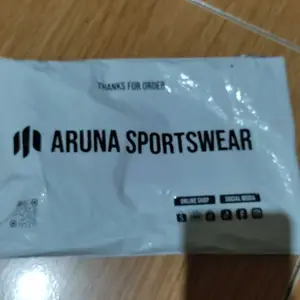 THANKS FOR ORDER
ARUNA SPORTSWEAR
ONLINE SHOP SOCIAL MEDIA